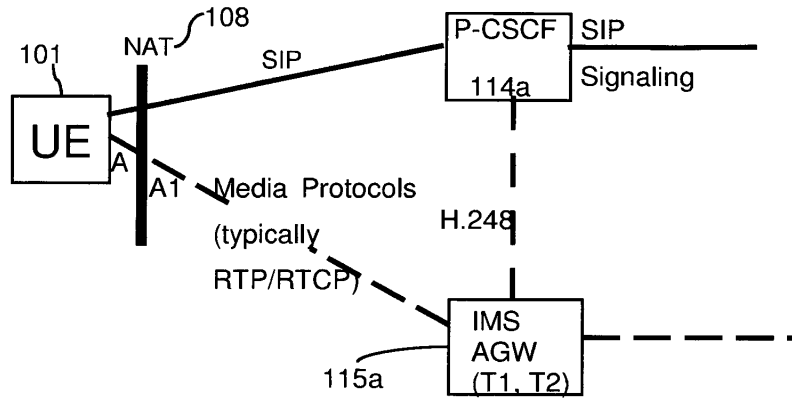 108
NAT
P-CSCF
SIP
101
SIP
114a
Signaling
UE
A
A1
Media Protocols
(typically
RTP/RTCP)
H.248
IMS
AGW
(T1, T2)
115a